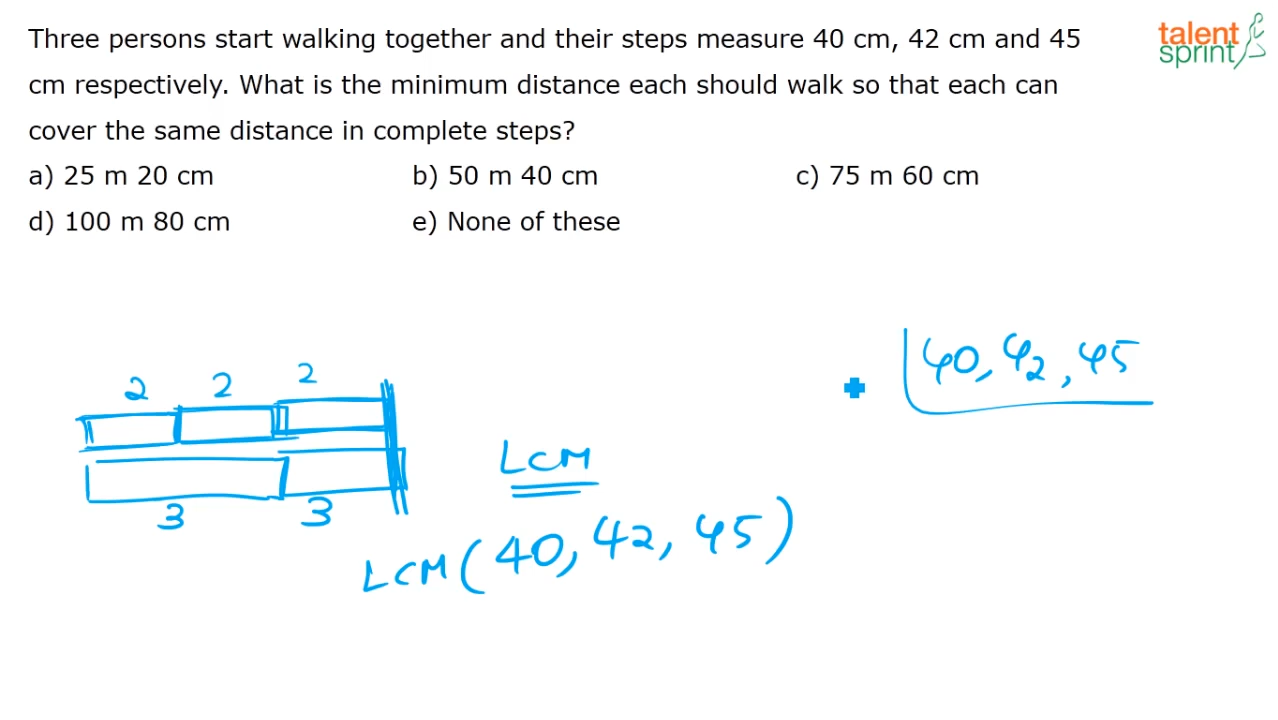 Three persons start walking together and their steps measure 40 cm, 42 cm and 45
cm respectively. What is the minimum distance each should walk so that each can
cover the same distance in complete steps?
a) 25 m 20 cm b) 50 m 40 cm c) 75 m 60 cm
d) 100 m 80 cm e) None of these
talent
sprint
40, 42, 45
2 2 2
3 3
LCM
LCM(40, 42, 45)